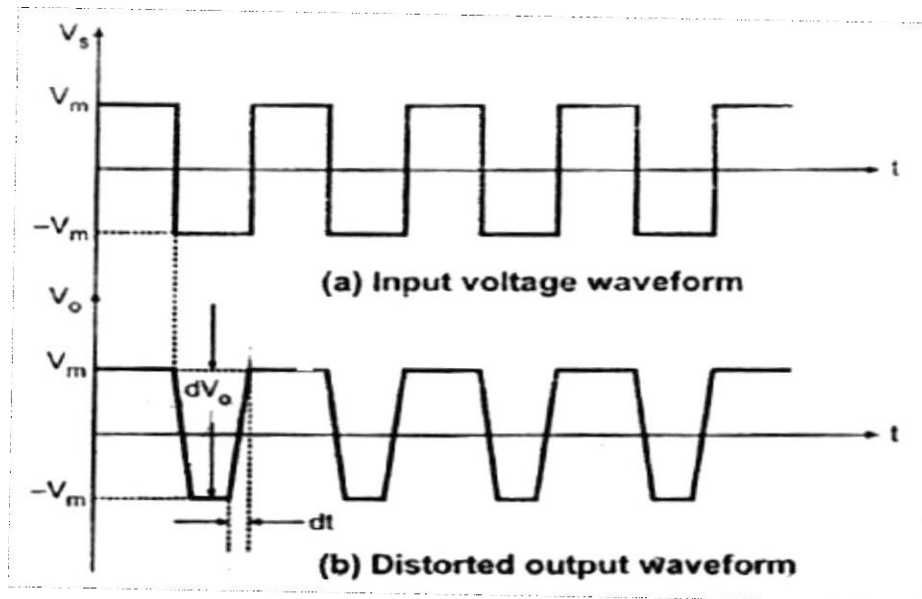 Vs
Vm
t
-Vm
(a) Input voltage waveform
Vo
Vm
dVo
t
-Vm
dt
(b) Distorted output waveform